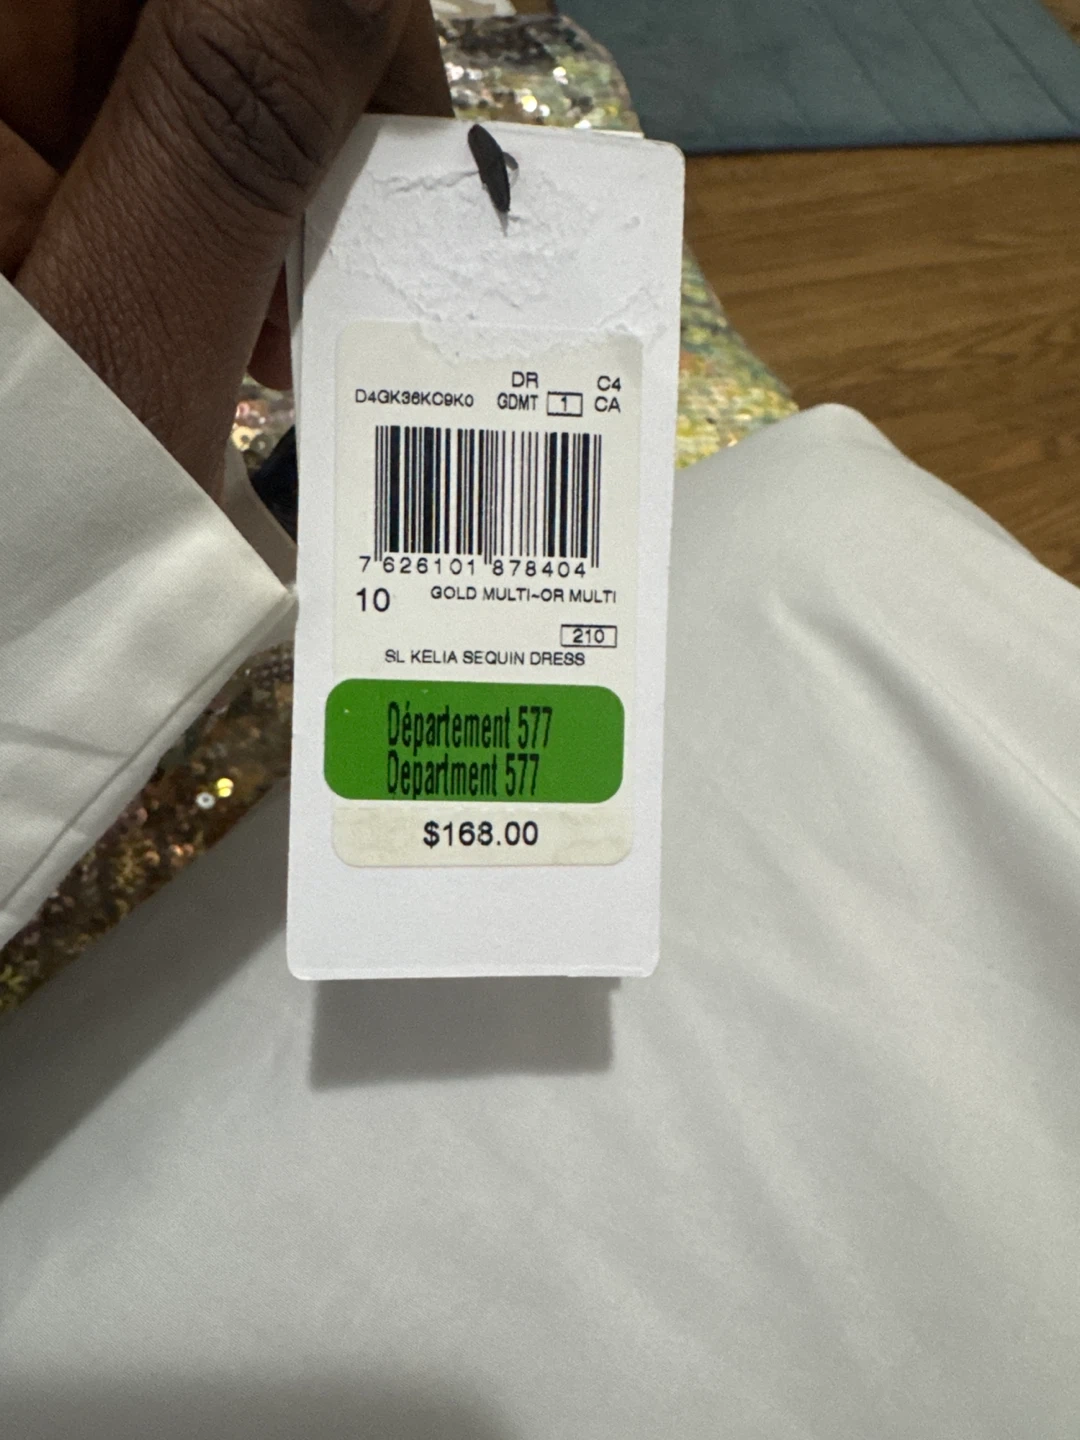 DR C4
D4GK36KC9K0 GDMT 1 CA
7 626101 878404
10 GOLD MULTI~OR MULTI
210
SL KELIA SEQUIN DRESS
Département 577
Department 577
$168.00